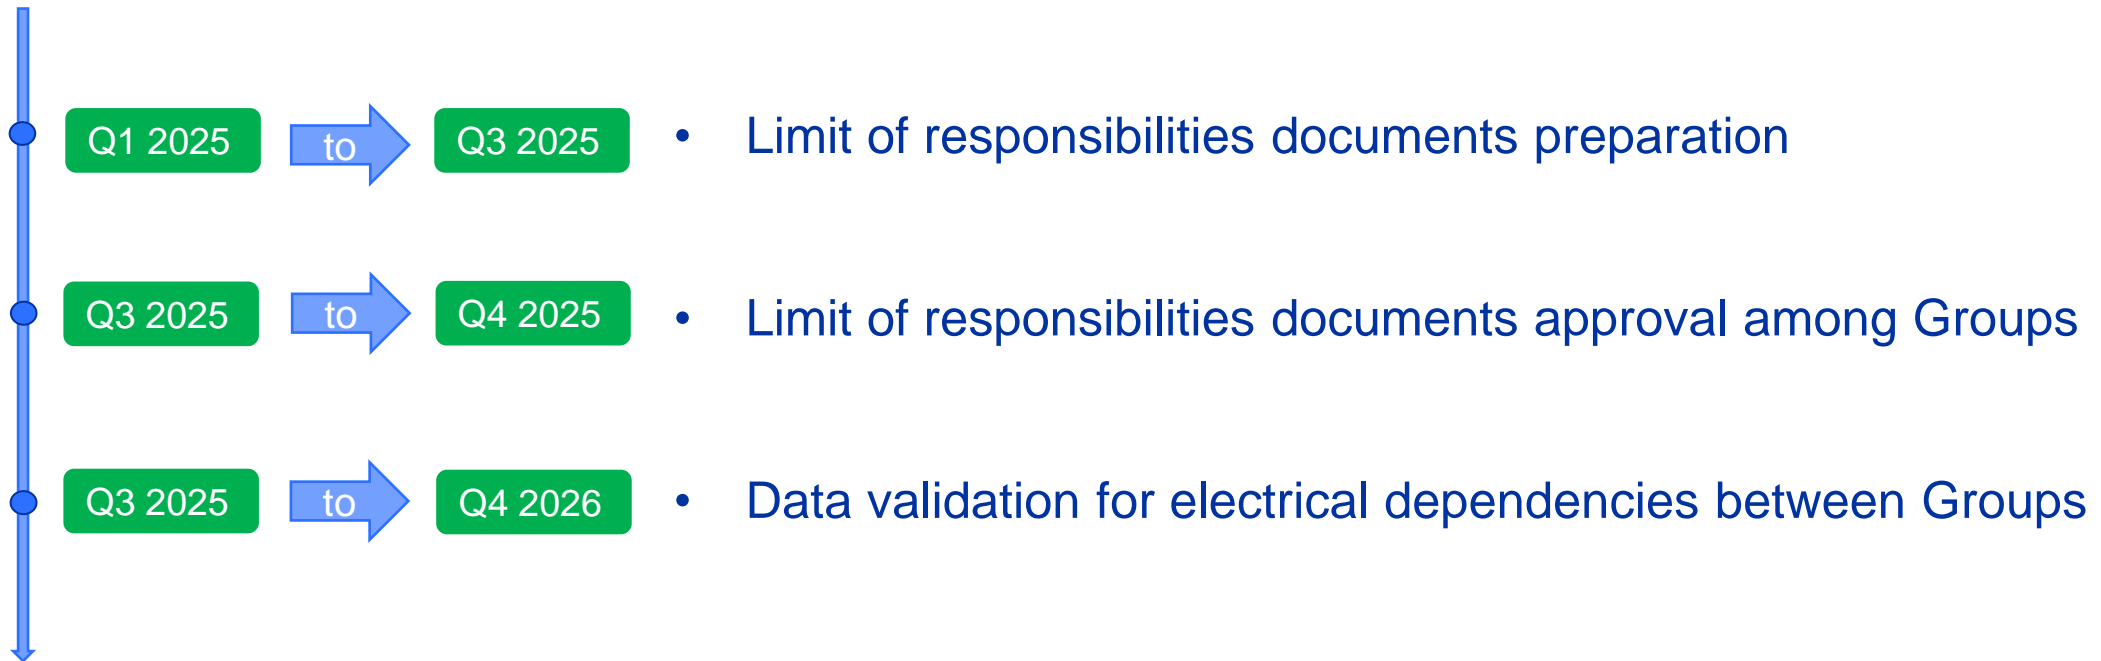 Q1 2025 to Q3 2025 • Limit of responsibilities documents preparation
Q3 2025 to Q4 2025 • Limit of responsibilities documents approval among Groups
Q3 2025 to Q4 2026 • Data validation for electrical dependencies between Groups